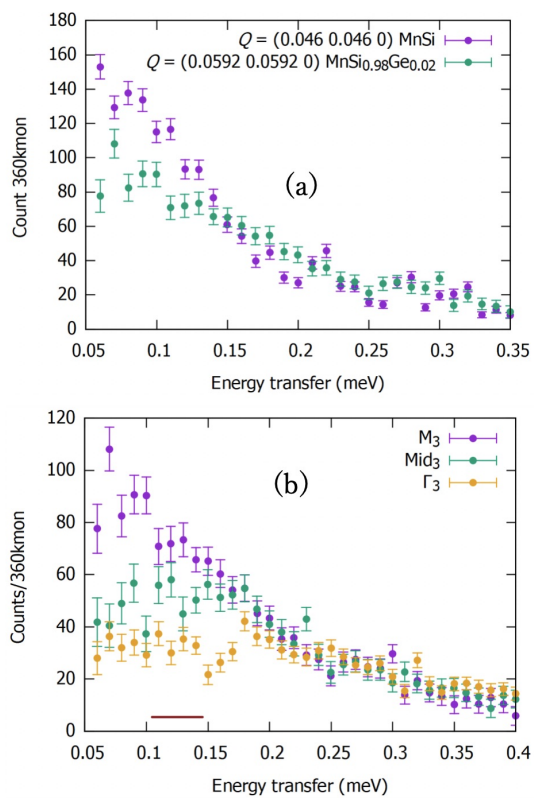 180
160
140
120
100
80
60
40
20
0
Count 360kmon
Q = (0.046 0.046 0) MnSi
Q = (0.0592 0.0592 0) MnSi0.98Ge0.02
(a)
0.05 0.1 0.15 0.2 0.25 0.3 0.35
Energy transfer (meV)
120
100
80
60
40
20
0
Counts/360kmon
M3
Mid3
Γ3
(b)
0.05 0.1 0.15 0.2 0.25 0.3 0.35 0.4
Energy transfer (meV)